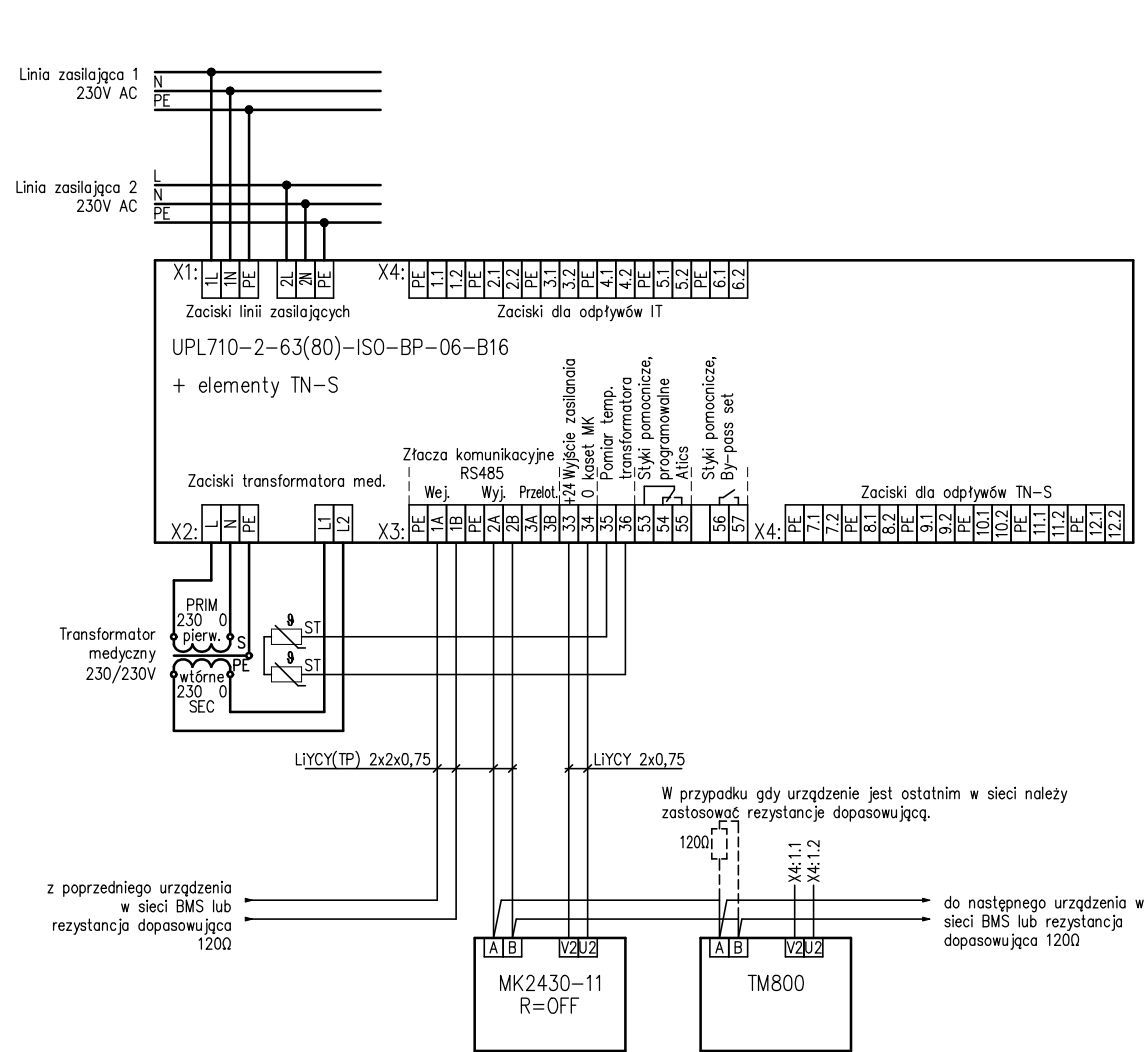 Linia zasilająca 1
230V AC
N
PE
Linia zasilająca 2
230V AC
L
N
PE
X1: 1L 1N PE 2L 2N PE
X4: PE 1.1 1.2 PE 2.1 2.2 PE 3.1 3.2 PE 4.1 4.2 PE 5.1 5.2 PE 6.1 6.2
Zaciski linii zasilających
Zaciski dla odpływów IT
UPL710-2-63(80)-ISO-BP-06-B16
+ elementy TN-S
Złącza komunikacyjne
RS485
Wej. Wyj. Przelot.
+24 Wyjście zasilanaia
0 kaset MK
Pomiar temp.
transformatora
Styki pomocnicze,
programowalne
Atics
Styki pomocnicze,
By-pass set
Zaciski transformatora med.
Zaciski dla odpływów TN-S
X2: L N PE L1 L2
X3: PE 1A 1B PE 2A 2B 3A 3B 33 34 35 36 53 54 55 56 57
X4: PE 7.1 7.2 PE 8.1 8.2 PE 9.1 9.2 PE 10.1 10.2 PE 11.1 11.2 PE 12.1 12.2
Transformator
medyczny
230/230V
PRIM
230 0
pierw.
S
PE
wtórne
230 0
SEC
ϑ
ST
ϑ
ST
LiYCY(TP) 2x2x0,75
LiYCY 2x0,75
W przypadku gdy urządzenie jest ostatnim w sieci należy
zastosować rezystancje dopasowującą.
120Ω
X4:1.1
X4:1.2
z poprzedniego urządzenia
w sieci BMS lub
rezystancja dopasowująca
120Ω
do następnego urządzenia w
sieci BMS lub rezystancja
dopasowująca 120Ω
A B V2 U2
MK2430-11
R=OFF
A B V2 U2
TM800